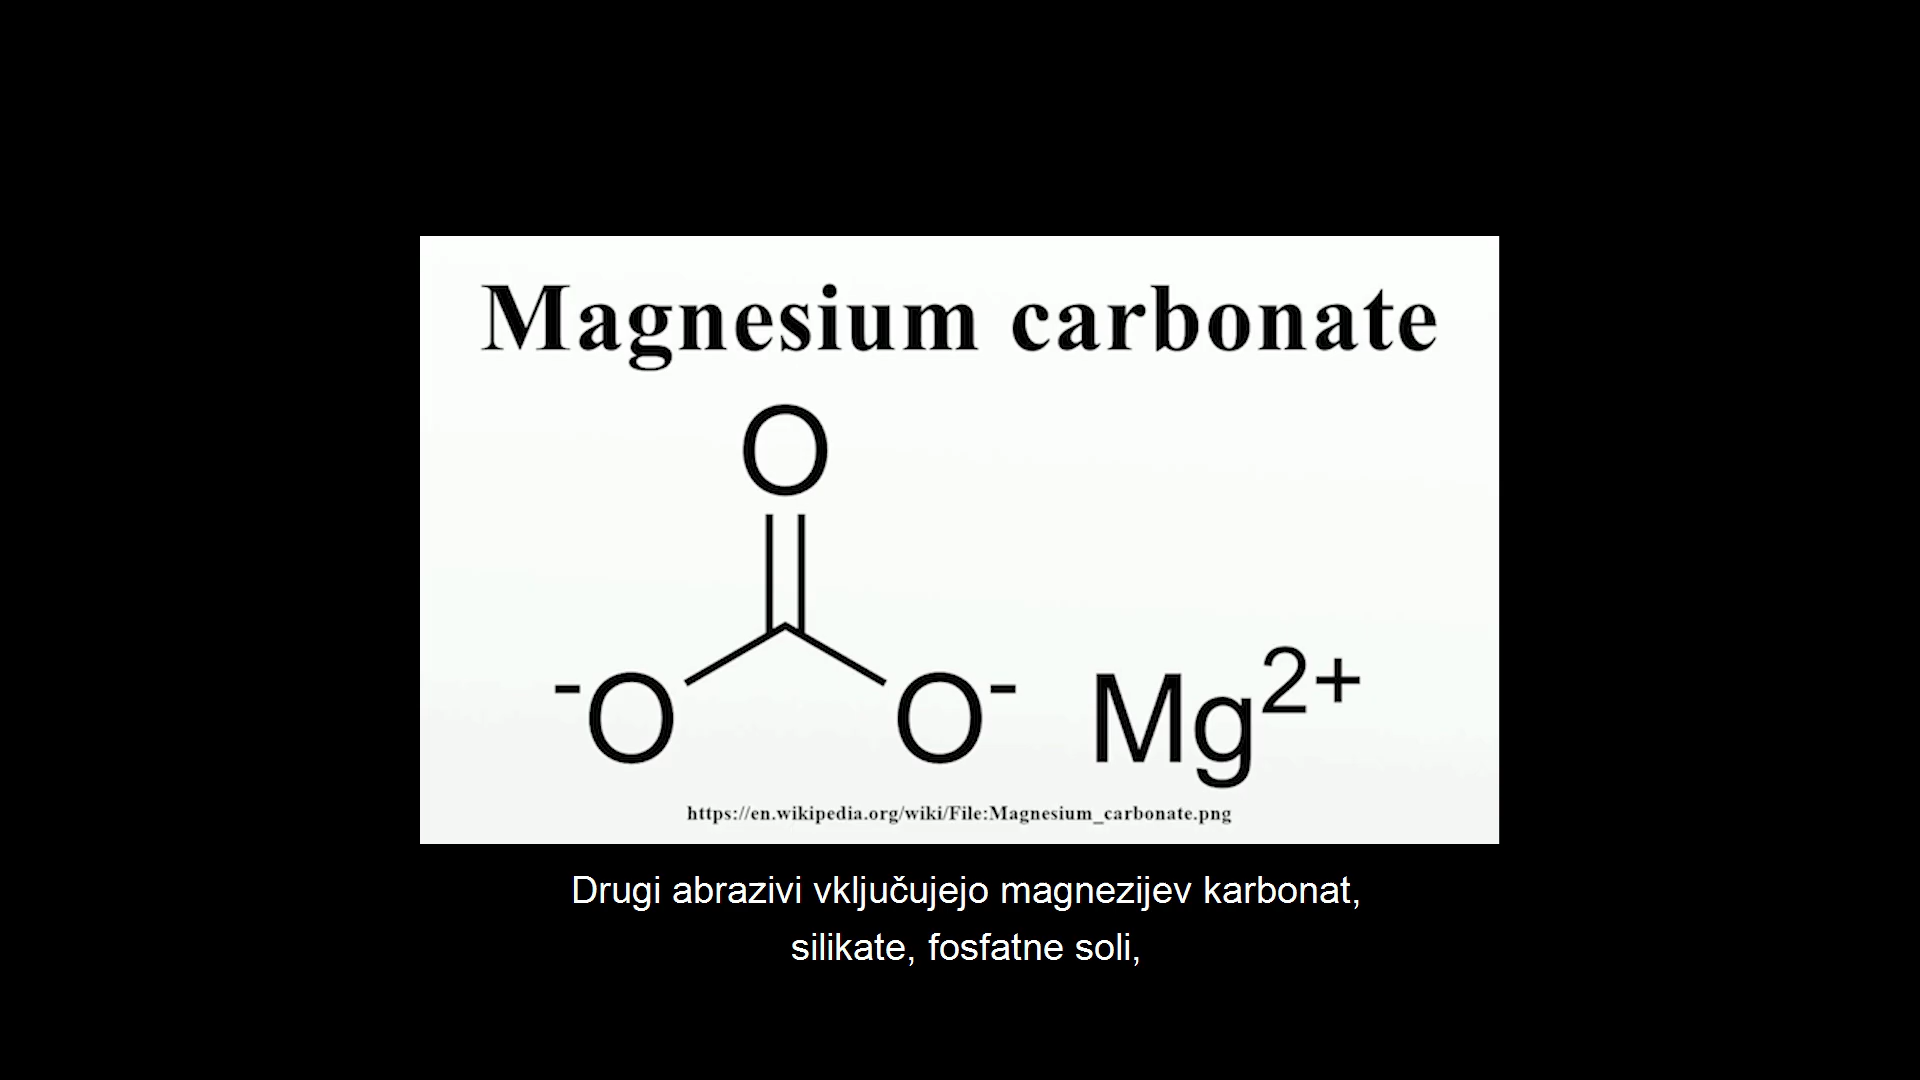 Magnesium carbonate
O
-O
O- Mg2+
https://en.wikipedia.org/wiki/File:Magnesium_carbonate.png
Drugi abrazivi vključujejo magnezijev karbonat,
silikate, fosfatne soli,